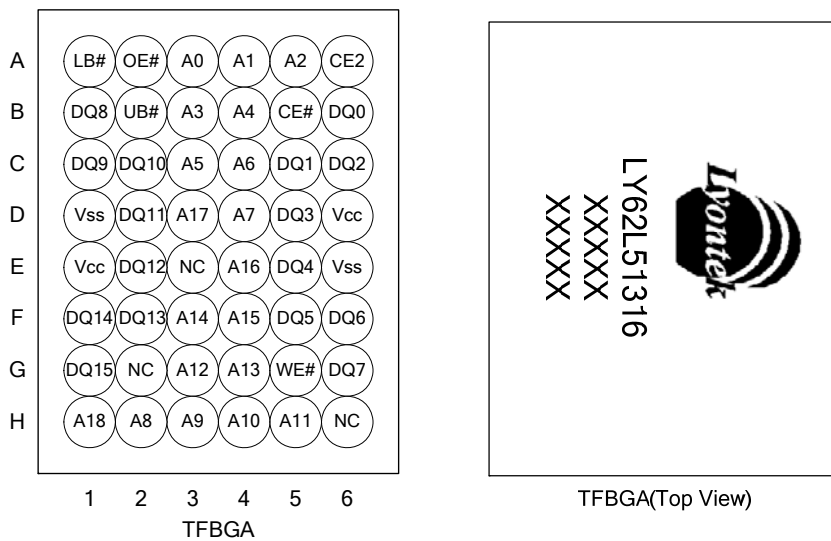 A LB# OE# A0 A1 A2 CE2
B DQ8 UB# A3 A4 CE# DQ0
C DQ9 DQ10 A5 A6 DQ1 DQ2
D Vss DQ11 A17 A7 DQ3 Vcc
E Vcc DQ12 NC A16 DQ4 Vss
F DQ14 DQ13 A14 A15 DQ5 DQ6
G DQ15 NC A12 A13 WE# DQ7
H A18 A8 A9 A10 A11 NC
1 2 3 4 5 6
TFBGA
Lyontek
LY62L51316
XXXXX
XXXXX
TFBGA(Top View)